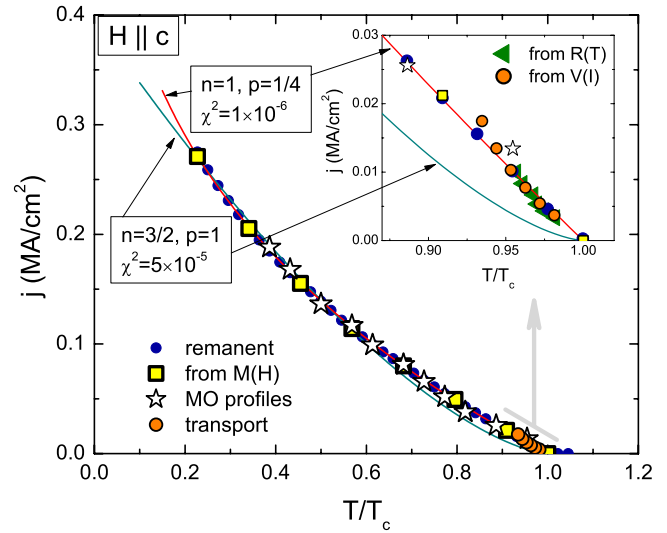 H || c
n=1, p=1/4
χ²=1×10⁻⁶
n=3/2, p=1
χ²=5×10⁻⁵
remanent
from M(H)
MO profiles
transport
j (MA/cm²)
0.4
0.3
0.2
0.1
0.0
0.0 0.2 0.4 0.6 0.8 1.0 1.2
T/Tc
from R(T)
from V(I)
j (MA/cm²)
0.03
0.02
0.01
0.00
0.90 0.95 1.00
T/Tc